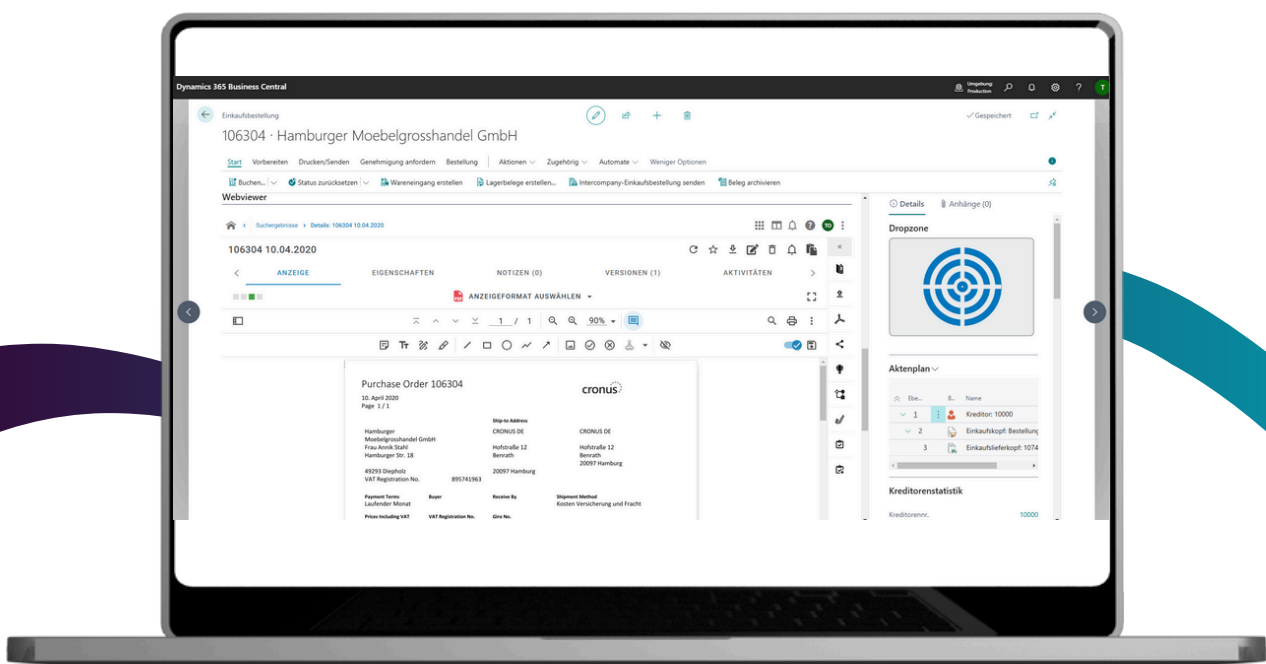 Dynamics 365 Business Central
Umgebung:
Production
?
T
Einkaufsbestellung
Gespeichert
106304 · Hamburger Moebelgrosshandel GmbH
Start Vorbereiten Drucken/Senden Genehmigung anfordern Bestellung Aktionen Zugehörig Automate Weniger Optionen
Buchen... Status zurücksetzen Wareneingang erstellen Lagerbelege erstellen... Intercompany-Einkaufsbestellung senden Beleg archivieren
Webviewer
Suchergebnisse Details: 106304 10.04.2020
TO
106304 10.04.2020
ANZEIGE EIGENSCHAFTEN NOTIZEN (0) VERSIONEN (1) AKTIVITÄTEN
PDF ANZEIGEFORMAT AUSWÄHLEN
1 / 1 90%
Purchase Order 106304
cronus
10. April 2020
Page 1 / 1
Ship-to Address
Hamburger CRONUS DE CRONUS DE
Moebelgrosshandel GmbH
Frau Annik Stahl Hofstraße 12 Hofstraße 12
Hamburger Str. 18 Benrath Benrath
20097 Hamburg
49293 Diepholz 20097 Hamburg
VAT Registration No. 895741963
Payment Terms Buyer Receive By Shipment Method
Laufender Monat Kosten Versicherung und Fracht
Prices Including VAT VAT Registration No. Giro No.
Details Anhänge (0)
Dropzone
Aktenplan
Ebe... B... Name
1 Kreditor: 10000
2 Einkaufskopf: Bestellung
3 Einkaufslieferkopf: 1074
Kreditorenstatistik
Kreditorennr. 10000